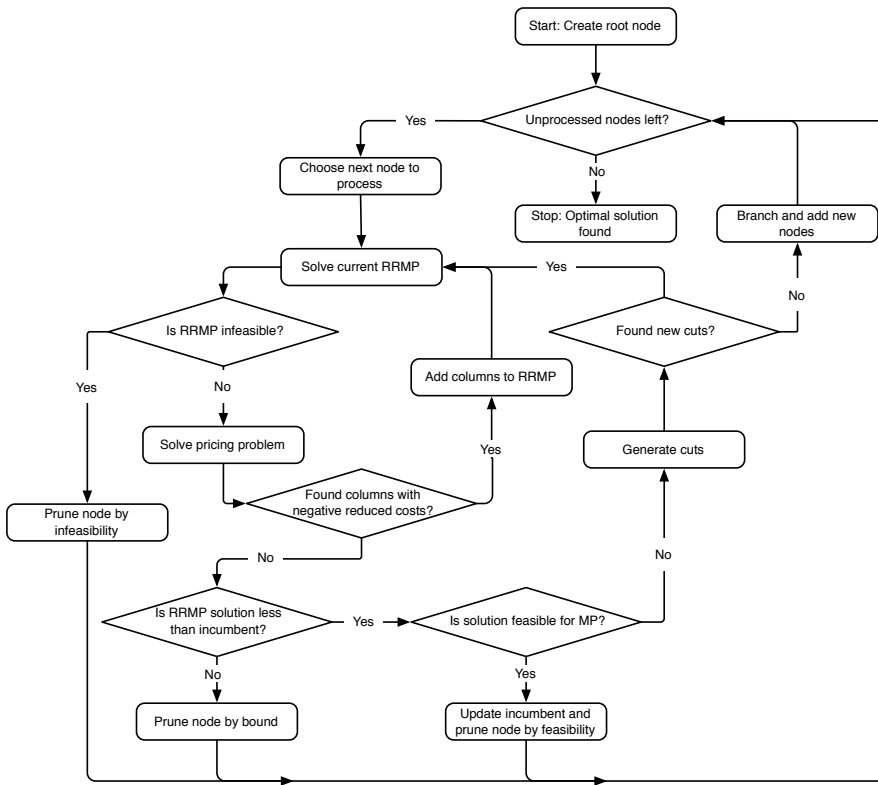 Start: Create root node
Unprocessed nodes left?
Yes
No
Choose next node to
process
Stop: Optimal solution
found
Branch and add new
nodes
Solve current RRMP
Yes
No
Is RRMP infeasible?
Found new cuts?
Yes
No
Add columns to RRMP
Solve pricing problem
Yes
Generate cuts
Found columns with
negative reduced costs?
Prune node by
infeasibility
No
No
Is RRMP solution less
than incumbent?
Yes
Is solution feasible for MP?
No
Yes
Prune node by bound
Update incumbent and
prune node by feasibility